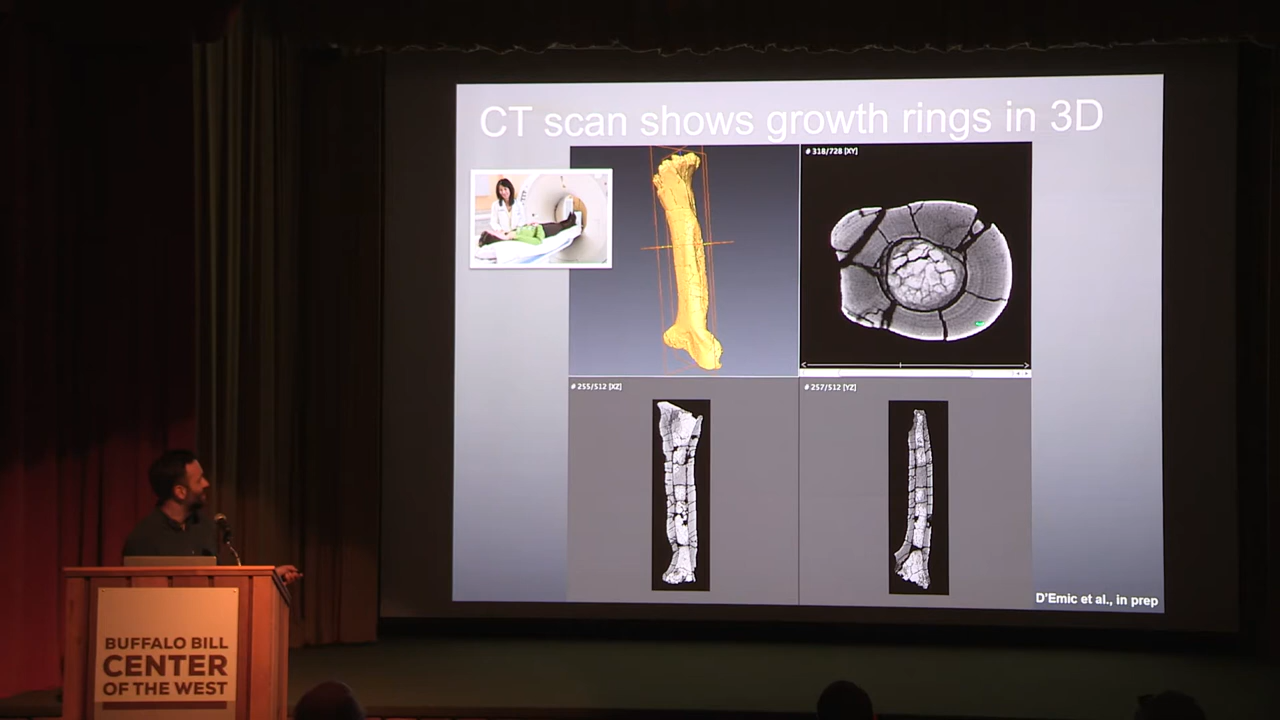 CT scan shows growth rings in 3D
# 318/728 [XY]
# 255/512 [XZ]
# 257/512 [YZ]
D'Emic et al., in prep
BUFFALO BILL
CENTER
OF THE WEST